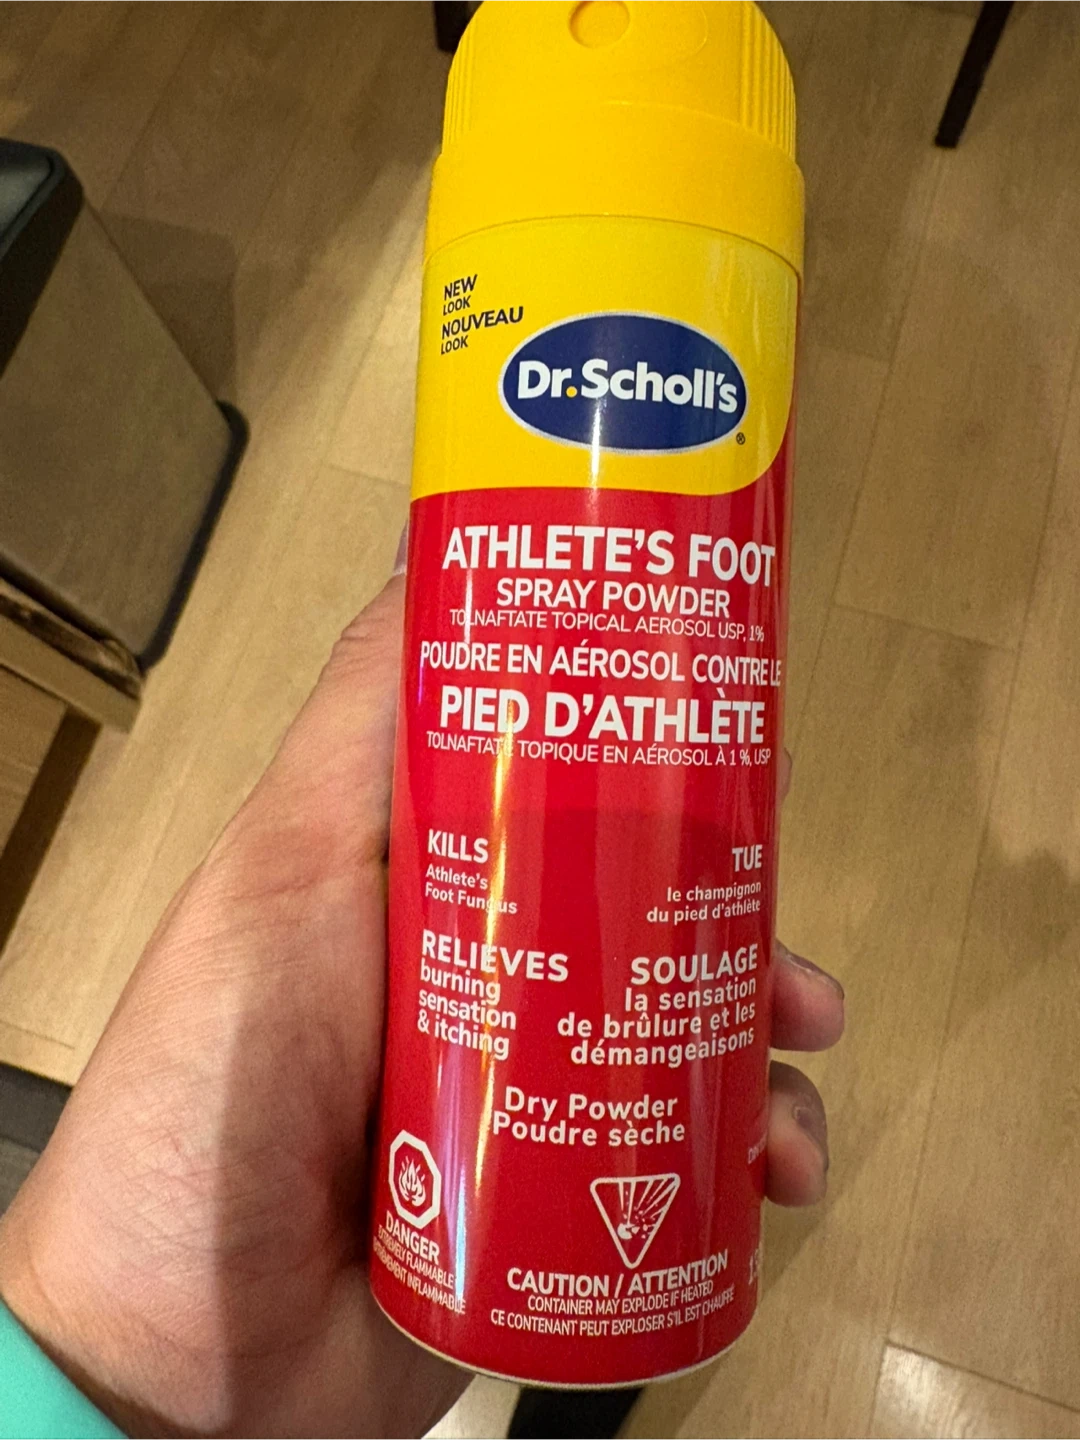 NEW
LOOK
NOUVEAU
LOOK
Dr.Scholl's®
ATHLETE'S FOOT
SPRAY POWDER
TOLNAFTATE TOPICAL AEROSOL USP, 1%
POUDRE EN AÉROSOL CONTRE LE
PIED D'ATHLÈTE
TOLNAFTATE TOPIQUE EN AÉROSOL À 1 %, USP
KILLS
Athlete's
Foot Fungus
TUE
le champignon
du pied d'athlète
RELIEVES
burning
sensation
& itching
SOULAGE
la sensation
de brûlure et les
démangeaisons
Dry Powder
Poudre sèche
DANGER
EXTREMELY FLAMMABLE
EXTRÊMEMENT INFLAMMABLE
CAUTION / ATTENTION
CONTAINER MAY EXPLODE IF HEATED
CE CONTENANT PEUT EXPLOSER S'IL EST CHAUFFÉ